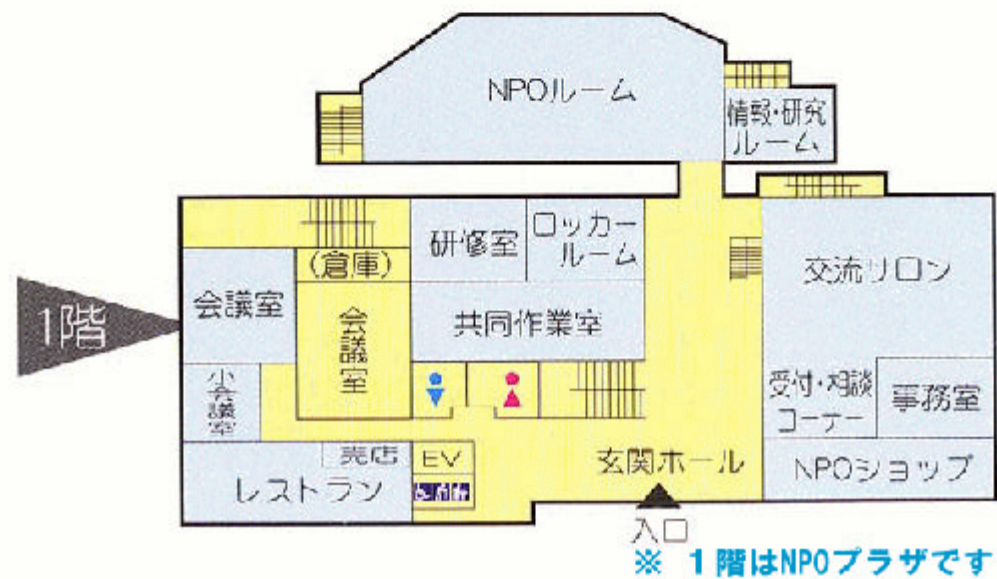 NPOルーム
情報・研究
ルーム
1階
研修室
ロッカー
ルーム
交流サロン
(倉庫)
会議室
会議室
共同作業室
小会議室
受付・相談
コーナー
事務室
売店
EV
レストラン
玄関ホール
NPOショップ
入口
※ 1階はNPOプラザです